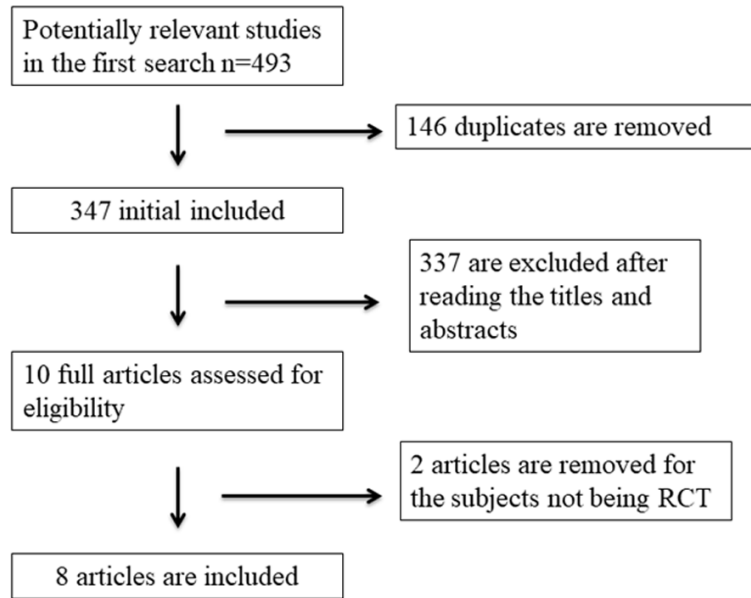 Potentially relevant studies
in the first search n=493
146 duplicates are removed
347 initial included
337 are excluded after
reading the titles and
abstracts
10 full articles assessed for
eligibility
2 articles are removed for
the subjects not being RCT
8 articles are included